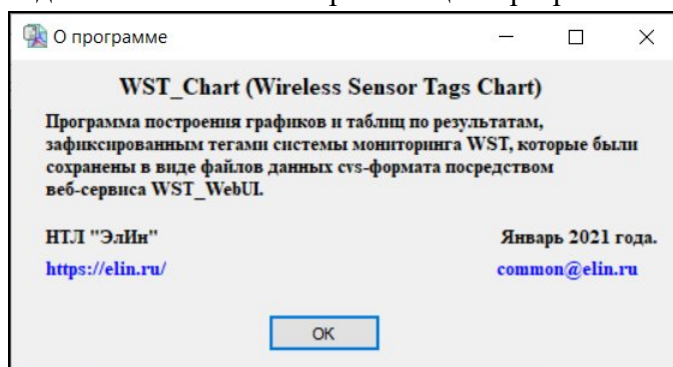 О программе
WST_Chart (Wireless Sensor Tags Chart)
Программа построения графиков и таблиц по результатам,
зафиксированным тегами системы мониторинга WST, которые были
сохранены в виде файлов данных cvs-формата посредством
веб-сервиса WST_WebUI.
НТЛ "ЭлИн" Январь 2021 года.
https://elin.ru/ common@elin.ru
OK